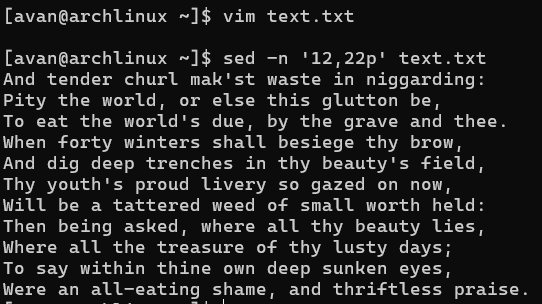 [avan@archlinux ~]$ vim text.txt
[avan@archlinux ~]$ sed -n '12,22p' text.txt
And tender churl mak'st waste in niggarding:
Pity the world, or else this glutton be,
To eat the world's due, by the grave and thee.
When forty winters shall besiege thy brow,
And dig deep trenches in thy beauty's field,
Thy youth's proud livery so gazed on now,
Will be a tattered weed of small worth held:
Then being asked, where all thy beauty lies,
Where all the treasure of thy lusty days;
To say within thine own deep sunken eyes,
Were an all-eating shame, and thriftless praise.